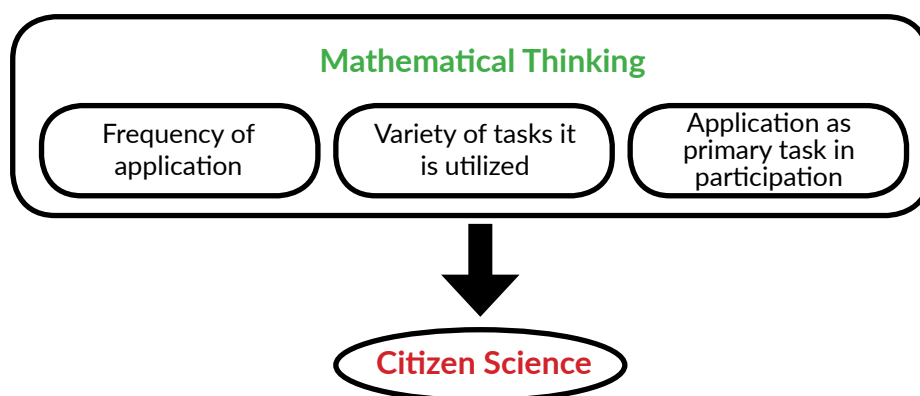 Mathematical Thinking
Frequency of
application
Variety of tasks it
is utilized
Application as
primary task in
participation
Citizen Science